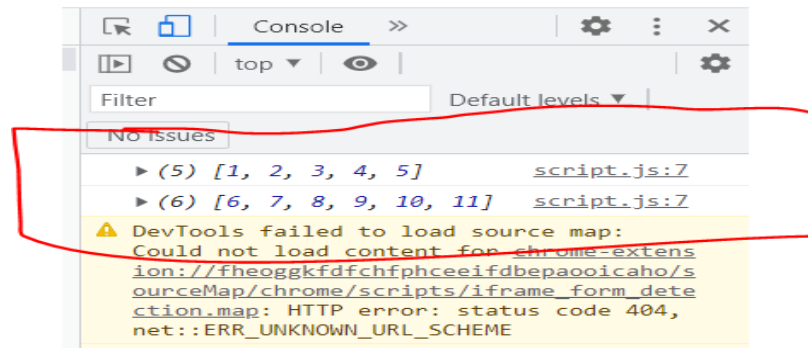 Console »
top ▼
Filter Default levels ▼
No Issues
▶ (5) [1, 2, 3, 4, 5] script.js:7
▶ (6) [6, 7, 8, 9, 10, 11] script.js:7
DevTools failed to load source map:
Could not load content for chrome-extens
ion://fheoggkfdfchfphceeifdbepaooicaho/s
ourceMap/chrome/scripts/iframe_form_dete
ction.map: HTTP error: status code 404,
net::ERR_UNKNOWN_URL_SCHEME